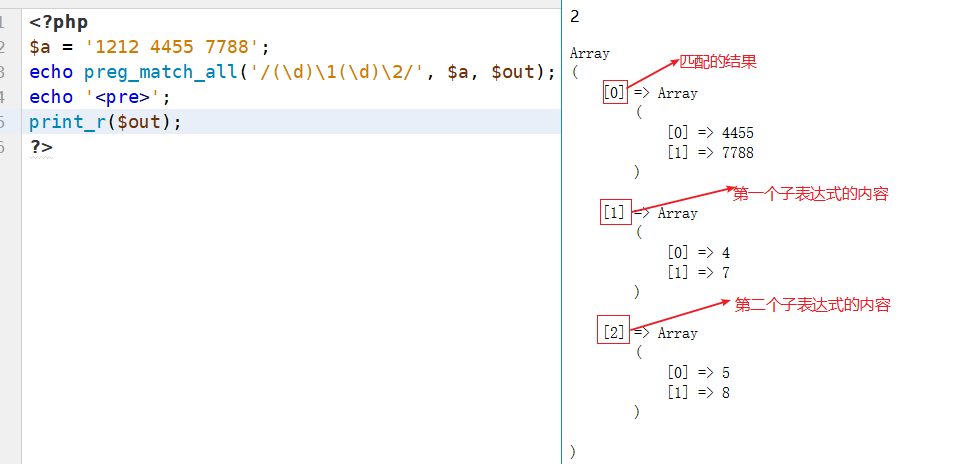 1 <?php
2 $a = '1212 4455 7788';
3 echo preg_match_all('/(\d)\1(\d)\2/', $a, $out);
4 echo '<pre>';
5 print_r($out);
6 ?>
2
Array
(
[0] => Array
匹配的结果
(
[0] => 4455
[1] => 7788
)
[1] => Array
第一个子表达式的内容
(
[0] => 4
[1] => 7
)
[2] => Array
第二个子表达式的内容
(
[0] => 5
[1] => 8
)
)